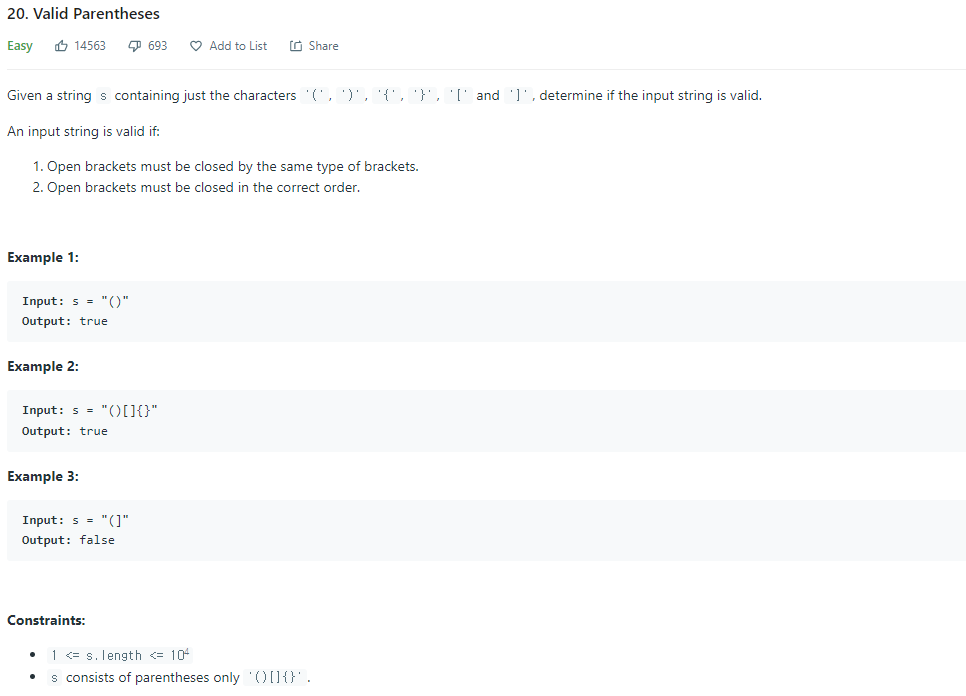 20. Valid Parentheses
Easy 14563 693 Add to List Share
Given a string s containing just the characters '(', ')', '{', '}', '[' and ']', determine if the input string is valid.
An input string is valid if:
1. Open brackets must be closed by the same type of brackets.
2. Open brackets must be closed in the correct order.
Example 1:
Input: s = "()"
Output: true
Example 2:
Input: s = "()[]{}"
Output: true
Example 3:
Input: s = "(]"
Output: false
Constraints:
• 1 <= s.length <= 10⁴
• s consists of parentheses only '()[]{}'.